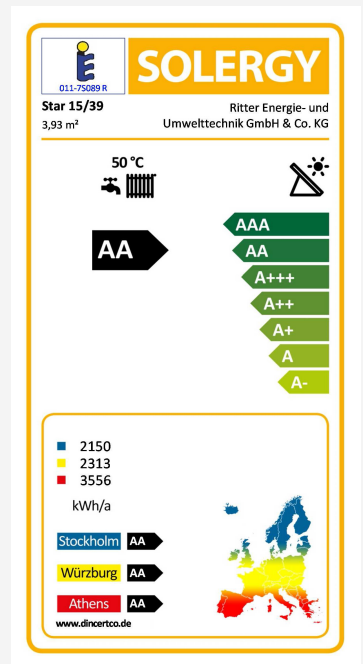 SOLERGY
011-7S089 R
Star 15/39
Ritter Energie- und
3,93 m²
Umwelttechnik GmbH & Co. KG
50 °C
AA
AAA
AA
A+++
A++
A+
A
A-
2150
2313
3556
kWh/a
Stockholm AA
Würzburg AA
Athens AA
www.dincertco.de